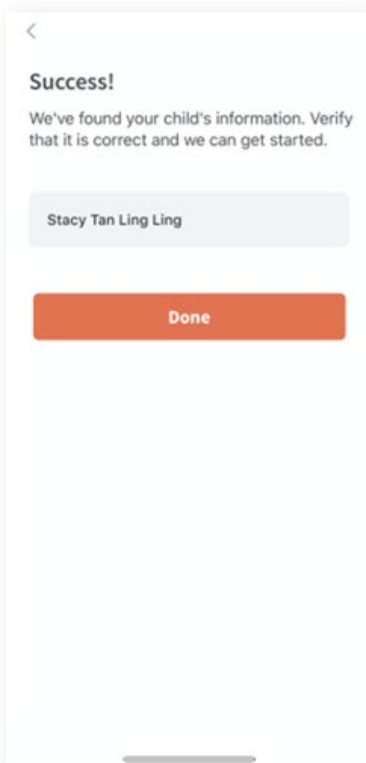 Success!
We've found your child's information. Verify
that it is correct and we can get started.
Stacy Tan Ling Ling
Done